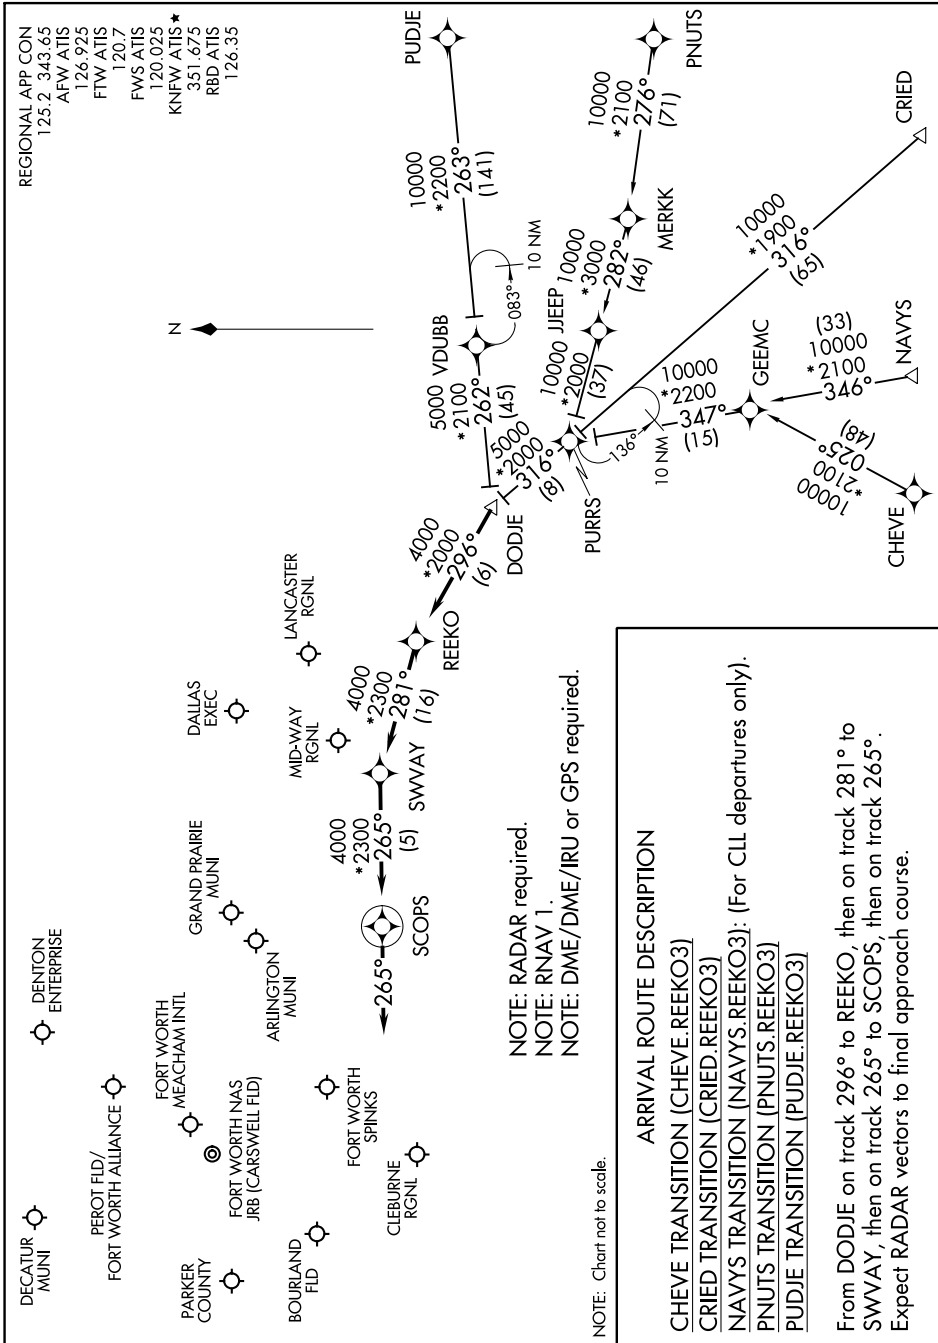 REGIONAL APP CON
125.2 343.65
AFW ATIS
126.925
FTW ATIS
120.7
FWS ATIS
120.025
KNFW ATIS★
351.675
RBD ATIS
126.35
DECATUR
MUNI
DENTON
ENTERPRISE
PEROT FLD/
FORT WORTH ALLIANCE
FORT WORTH
MEACHAM INTL
FORT WORTH NAS
JRB (CARSWELL FLD)
PARKER
COUNTY
BOURLAND
FLD
FORT WORTH
SPINKS
CLEBURNE
RGNL
GRAND PRAIRIE
MUNI
ARLINGTON
MUNI
DALLAS
EXEC
LANCASTER
RGNL
MID-WAY
RGNL
N
265°
SCOPS
4000
*2300
265°
(5)
SWVAY
4000
*2300
281°
(16)
REEKO
4000
*2000
296°
(6)
DODJE
5000
*2100
262°
(45)
VDUBB
083°
10 NM
10000
*2200
263°
(141)
PUDJE
5000
*2000
316°
(8)
PURRS
10000
*2000
(37)
JJEEP
10000
*3000
282°
(46)
MERKK
10000
*2100
276°
(71)
PNUTS
136°
10 NM
10000
*1900
316°
(65)
CRIED
10000
*2200
347°
(15)
GEEMC
(33)
10000
*2100
346°
NAVYS
(48)
025°
*2100
10000
CHEVE
NOTE: RADAR required.
NOTE: RNAV 1.
NOTE: DME/DME/IRU or GPS required.
NOTE: Chart not to scale.
ARRIVAL ROUTE DESCRIPTION
CHEVE TRANSITION (CHEVE.REEKO3)
CRIED TRANSITION (CRIED.REEKO3)
NAVYS TRANSITION (NAVYS.REEKO3): (For CLL departures only).
PNUTS TRANSITION (PNUTS.REEKO3)
PUDJE TRANSITION (PUDJE.REEKO3)
From DODJE on track 296° to REEKO, then on track 281° to
SWVAY, then on track 265° to SCOPS, then on track 265°.
Expect RADAR vectors to final approach course.